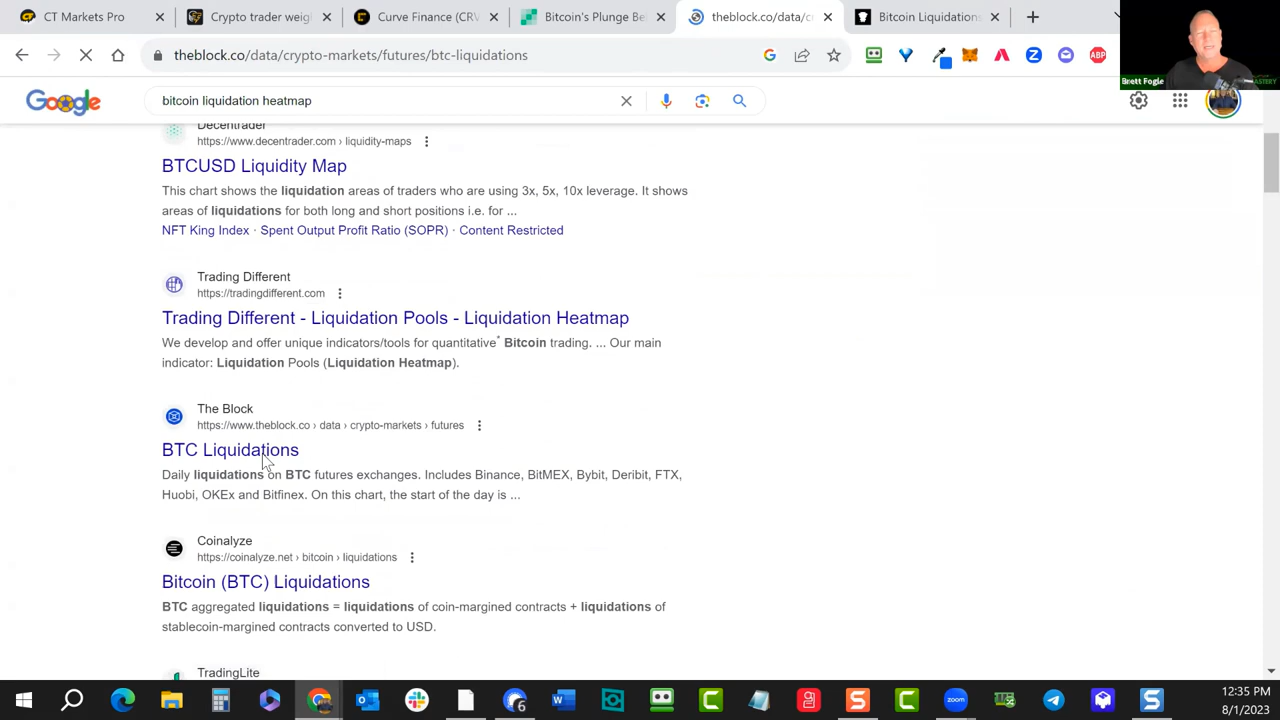 CT Markets Pro
Crypto trader weigh
Curve Finance (CRV
Bitcoin's Plunge Be
theblock.co/data/c
Bitcoin Liquidations
theblock.co/data/crypto-markets/futures/btc-liquidations
ABP
Brett Fogle
Google
bitcoin liquidation heatmap
Decentrader
https://www.decentrader.com › liquidity-maps
BTCUSD Liquidity Map
This chart shows the liquidation areas of traders who are using 3x, 5x, 10x leverage. It shows
areas of liquidations for both long and short positions i.e. for ...
NFT King Index · Spent Output Profit Ratio (SOPR) · Content Restricted
Trading Different
https://tradingdifferent.com
Trading Different - Liquidation Pools - Liquidation Heatmap
We develop and offer unique indicators/tools for quantitative* Bitcoin trading. ... Our main
indicator: Liquidation Pools (Liquidation Heatmap).
The Block
https://www.theblock.co › data › crypto-markets › futures
BTC Liquidations
Daily liquidations on BTC futures exchanges. Includes Binance, BitMEX, Bybit, Deribit, FTX,
Huobi, OKEx and Bitfinex. On this chart, the start of the day is ...
Coinalyze
https://coinalyze.net › bitcoin › liquidations
Bitcoin (BTC) Liquidations
BTC aggregated liquidations = liquidations of coin-margined contracts + liquidations of
stablecoin-margined contracts converted to USD.
TradingLite
12:35 PM
8/1/2023